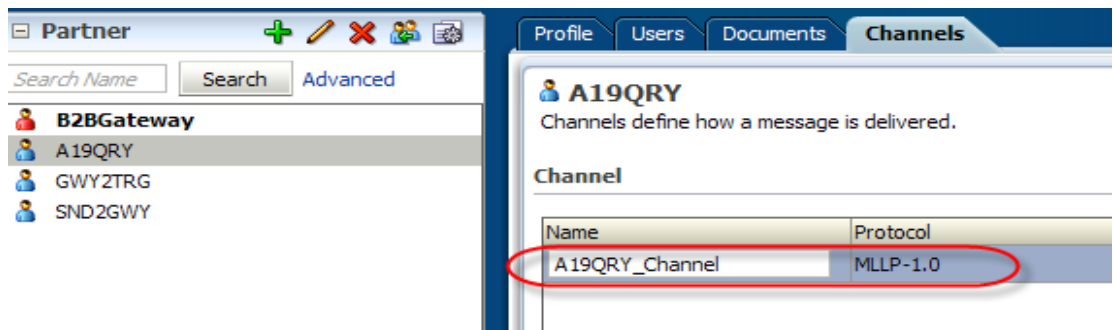 Partner
Search Name Search Advanced
B2BGateway
A19QRY
GWY2TRG
SND2GWY
Profile Users Documents Channels
A19QRY
Channels define how a message is delivered.
Channel
Name Protocol
A19QRY_Channel MLLP-1.0